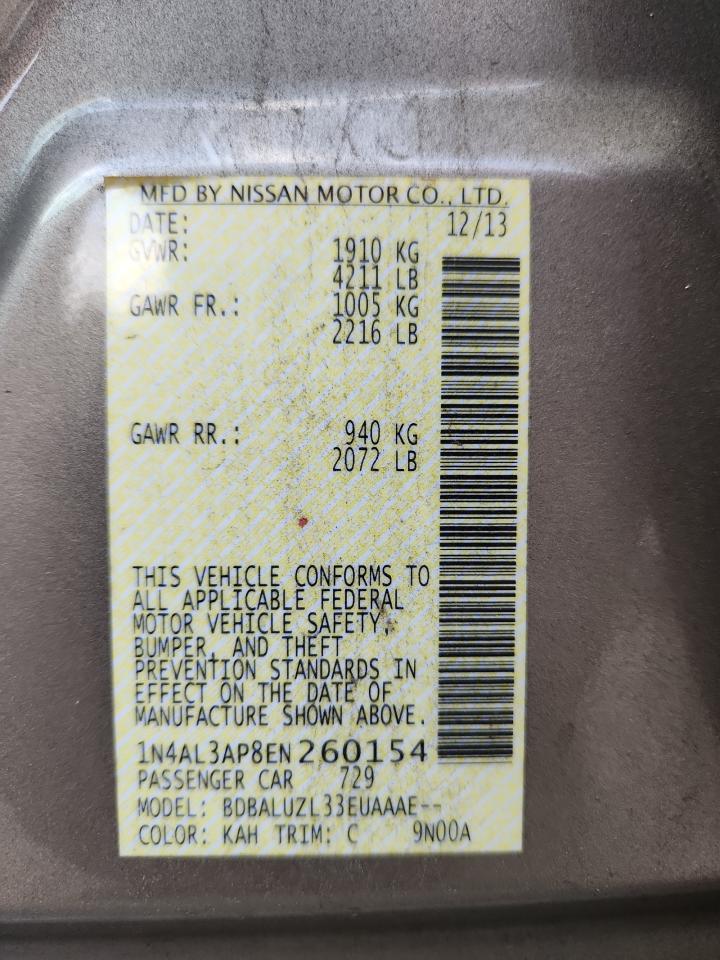 MFD BY NISSAN MOTOR CO., LTD.
DATE: 12/13
GVWR: 1910 KG
4211 LB
GAWR FR.: 1005 KG
2216 LB
GAWR RR.: 940 KG
2072 LB
THIS VEHICLE CONFORMS TO
ALL APPLICABLE FEDERAL
MOTOR VEHICLE SAFETY,
BUMPER, AND THEFT
PREVENTION STANDARDS IN
EFFECT ON THE DATE OF
MANUFACTURE SHOWN ABOVE.
1N4AL3AP8EN260154
PASSENGER CAR 729
MODEL: BDBALUZL33EUAAAE--
COLOR: KAH TRIM: C 9N00A